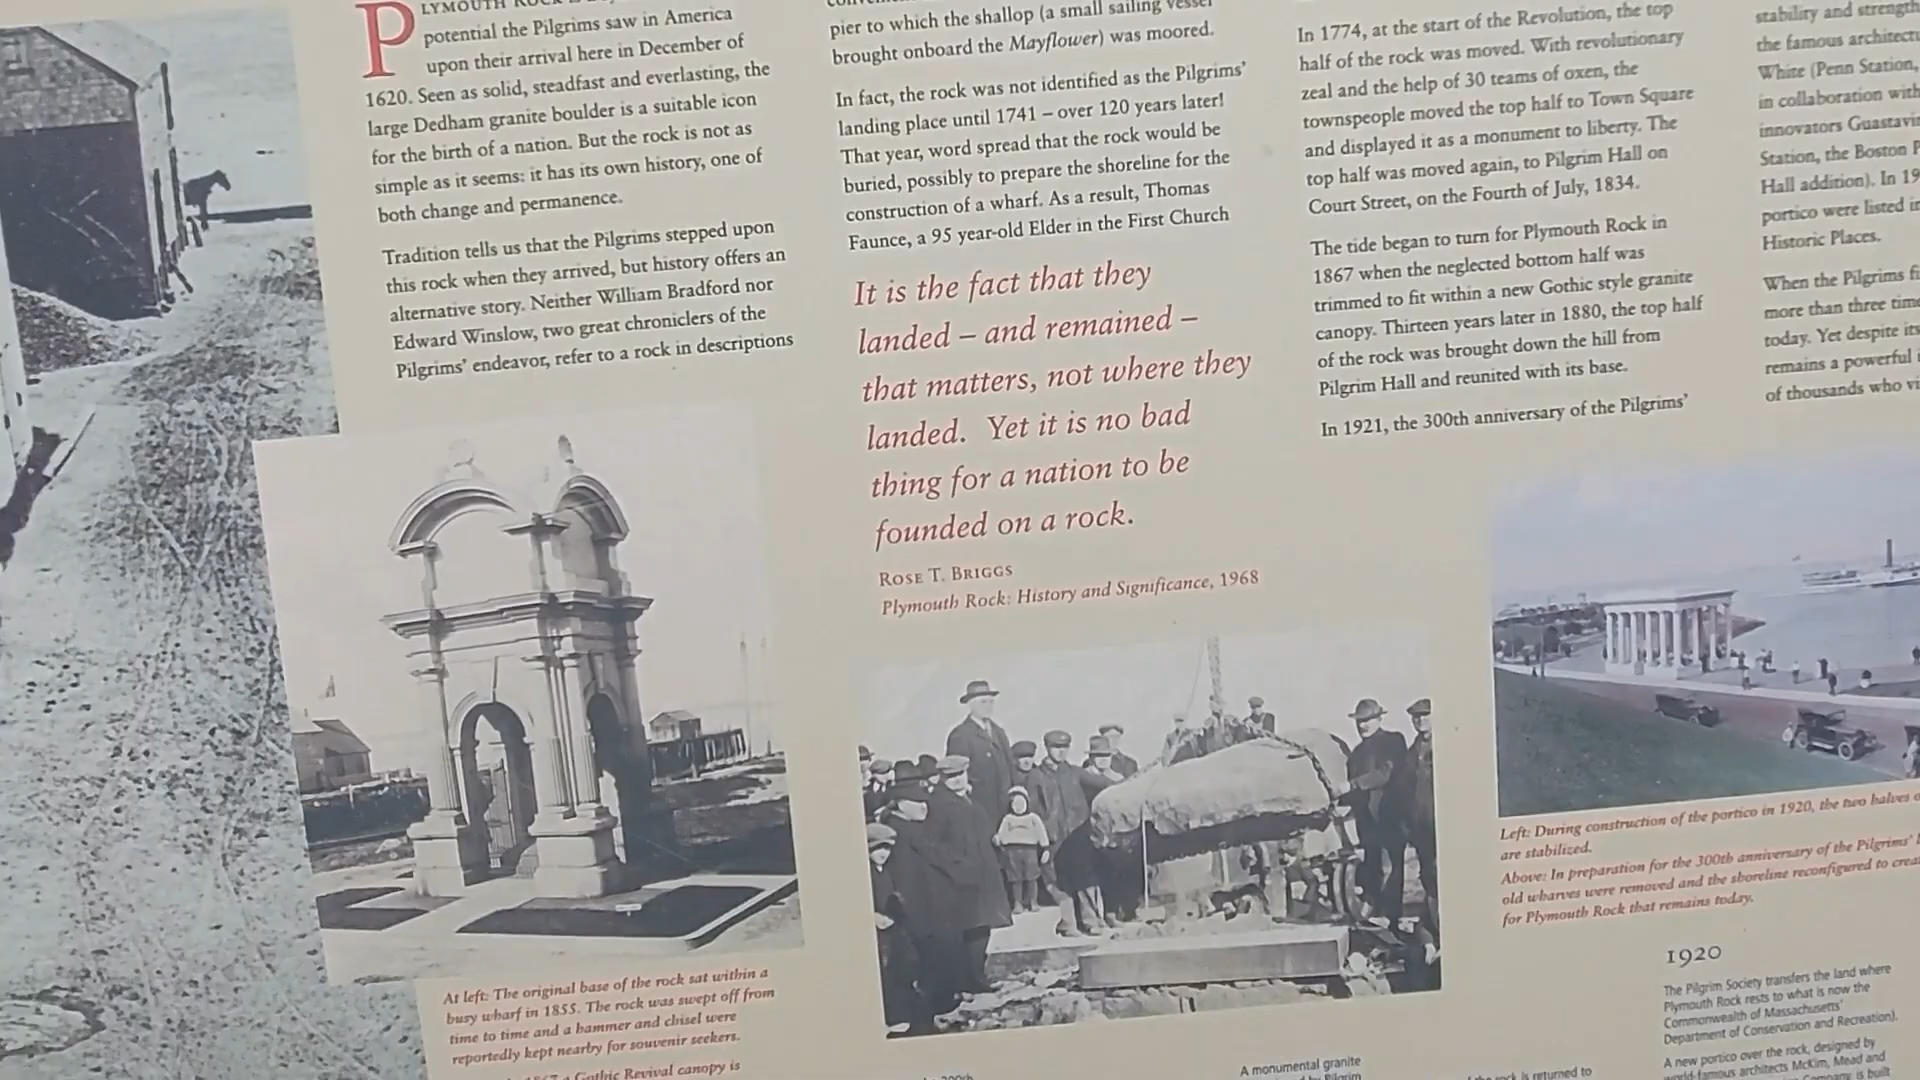 PLYMOUTH ROCK
potential the Pilgrims saw in America
upon their arrival here in December of
1620. Seen as solid, steadfast and everlasting, the
large Dedham granite boulder is a suitable icon
for the birth of a nation. But the rock is not as
simple as it seems: it has its own history, one of
both change and permanence.
Tradition tells us that the Pilgrims stepped upon
this rock when they arrived, but history offers an
alternative story. Neither William Bradford nor
Edward Winslow, two great chroniclers of the
Pilgrims' endeavor, refer to a rock in descriptions
pier to which the shallop (a small sailing vessel
brought onboard the Mayflower) was moored.
In fact, the rock was not identified as the Pilgrims'
landing place until 1741 – over 120 years later!
That year, word spread that the rock would be
buried, possibly to prepare the shoreline for the
construction of a wharf. As a result, Thomas
Faunce, a 95 year-old Elder in the First Church
It is the fact that they
landed – and remained –
that matters, not where they
landed. Yet it is no bad
thing for a nation to be
founded on a rock.
ROSE T. BRIGGS
Plymouth Rock: History and Significance, 1968
In 1774, at the start of the Revolution, the top
half of the rock was moved. With revolutionary
zeal and the help of 30 teams of oxen, the
townspeople moved the top half to Town Square
and displayed it as a monument to liberty. The
top half was moved again, to Pilgrim Hall on
Court Street, on the Fourth of July, 1834.
The tide began to turn for Plymouth Rock in
1867 when the neglected bottom half was
trimmed to fit within a new Gothic style granite
canopy. Thirteen years later in 1880, the top half
of the rock was brought down the hill from
Pilgrim Hall and reunited with its base.
In 1921, the 300th anniversary of the Pilgrims'
stability and strength
the famous architectu
White (Penn Station,
in collaboration with
innovators Guastavin
Station, the Boston P
Hall addition). In 19
portico were listed in
Historic Places.
When the Pilgrims fi
more than three time
today. Yet despite its
remains a powerful
of thousands who vi
At left: The original base of the rock sat within a
busy wharf in 1855. The rock was swept off from
time to time and a hammer and chisel were
reportedly kept nearby for souvenir seekers.
Gothic Revival canopy is
Left: During construction of the portico in 1920, the two halves o
are stabilized.
Above: In preparation for the 300th anniversary of the Pilgrims'
old wharves were removed and the shoreline reconfigured to crea
for Plymouth Rock that remains today.
1920
The Pilgrim Society transfers the land where
Plymouth Rock rests to what is now the
Commonwealth of Massachusetts'
Department of Conservation and Recreation).
A new portico over the rock, designed by
world-famous architects McKim, Mead and
is built
A monumental granite
by Pilgrim
rock is returned to